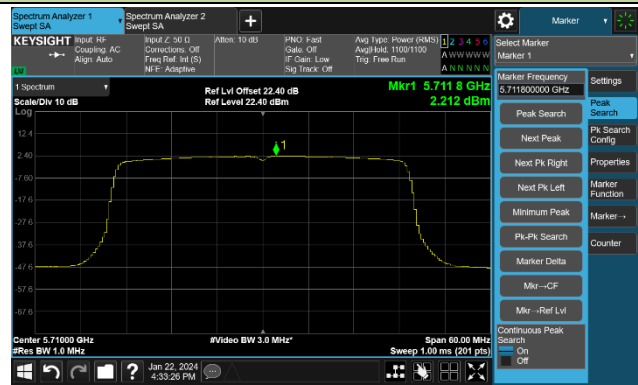 Spectrum Analyzer 1
Swept SA
Spectrum Analyzer 2
Swept SA
+
Marker
KEYSIGHT
Input: RF
Coupling: AC
Align: Auto
Input Z: 50 Ω
Corrections: Off
Freq Ref: Int (S)
NFE: Adaptive
Atten: 10 dB
PNO: Fast
Gate: Off
IF Gain: Low
Sig Track: Off
Avg Type: Power (RMS)
Avg|Hold: 1100/1100
Trig: Free Run
1 2 3 4 5 6
A W W W W W
A N N N N N
LW
Select Marker
Marker 1
1 Spectrum
Scale/Div 10 dB
Log
Ref Lvl Offset 22.40 dB
Ref Level 22.40 dBm
Mkr1 5.711 8 GHz
2.212 dBm
12.4
2.40
-7.60
-17.6
-27.6
-37.6
-47.6
-57.6
-67.6
1
Center 5.71000 GHz
#Res BW 1.0 MHz
#Video BW 3.0 MHz*
Span 60.00 MHz
Sweep 1.00 ms (201 pts)
Marker Frequency
5.711800000 GHz
Peak Search
Next Peak
Next Pk Right
Next Pk Left
Minimum Peak
Pk-Pk Search
Marker Delta
Mkr→CF
Mkr→Ref Lvl
Continuous Peak
Search
On
Off
Settings
Peak
Search
Pk Search
Config
Properties
Marker
Function
Marker→
Counter
?
Jan 22, 2024
4:33:26 PM